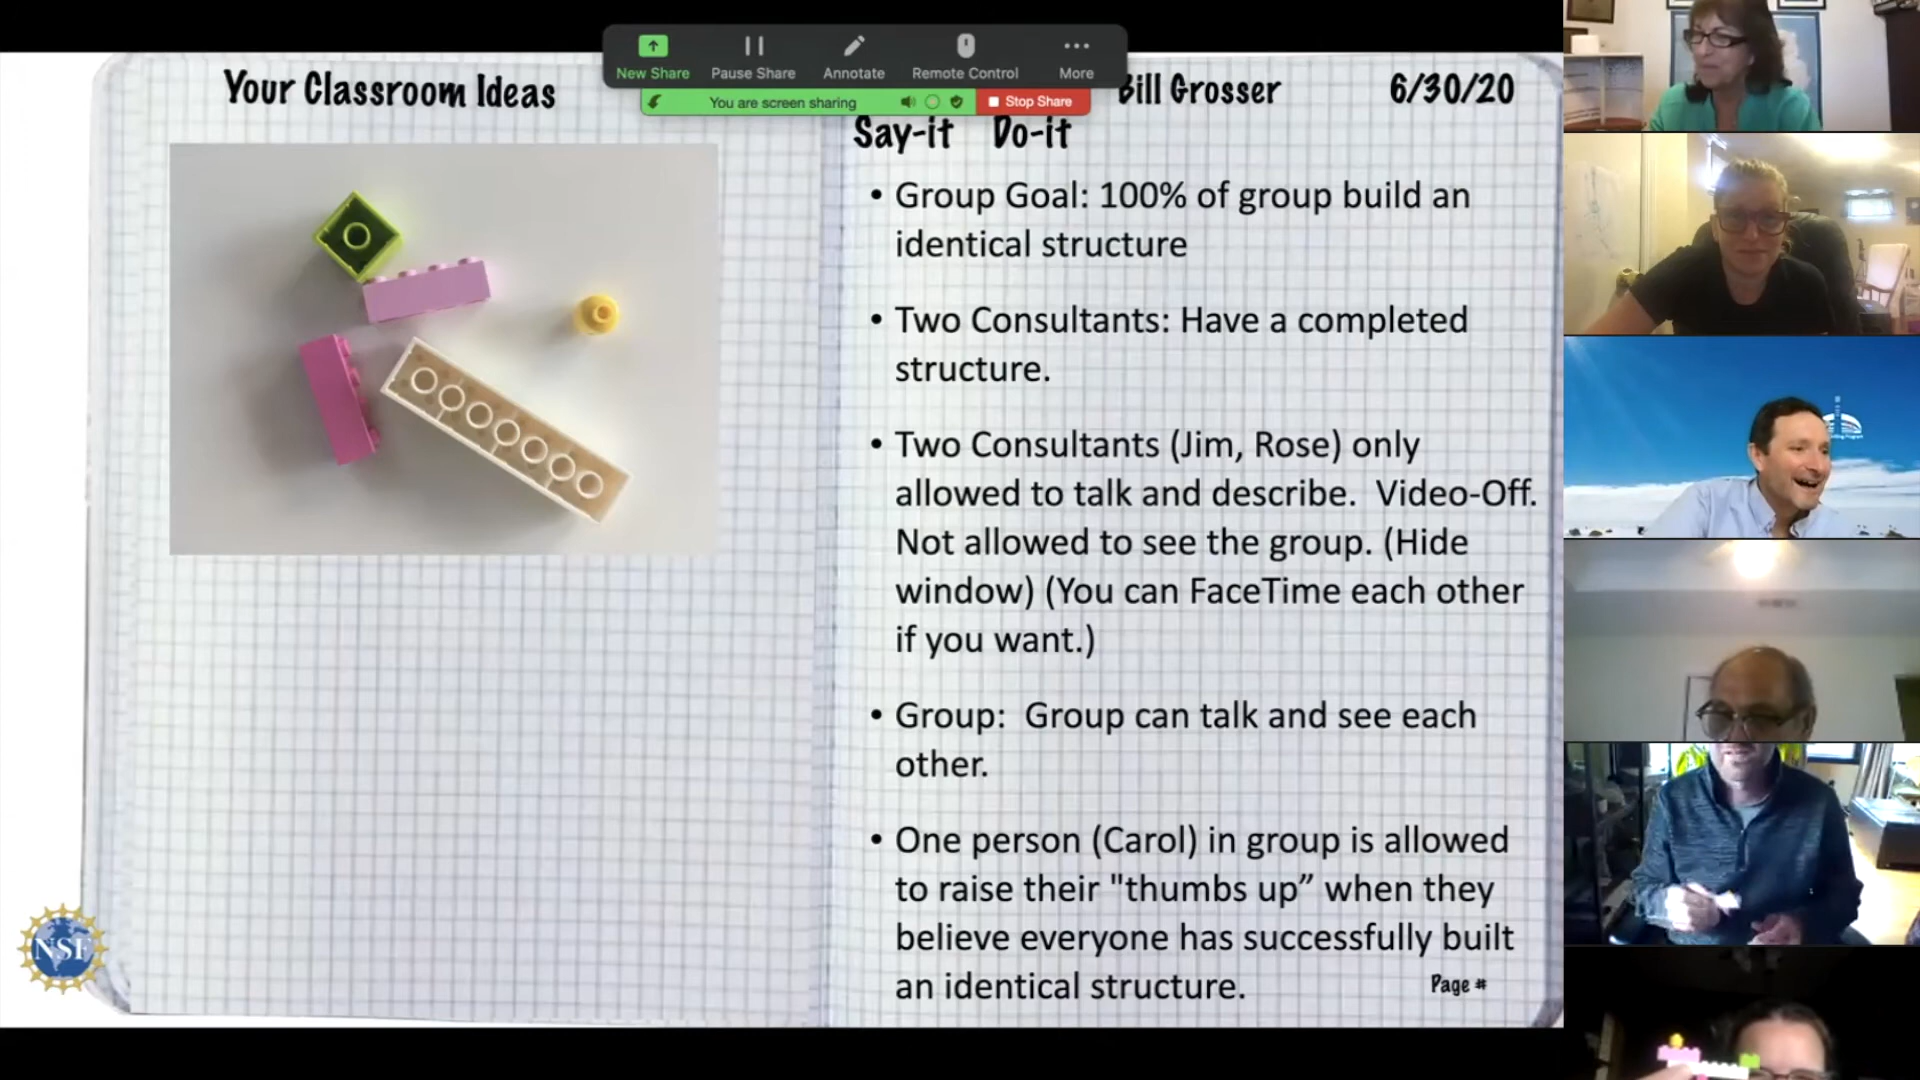 New Share
Pause Share
Annotate
Remote Control
More
You are screen sharing
Stop Share
Your Classroom Ideas
Bill Grosser
6/30/20
Say-it Do-it
• Group Goal: 100% of group build an
identical structure
• Two Consultants: Have a completed
structure.
• Two Consultants (Jim, Rose) only
allowed to talk and describe. Video-Off.
Not allowed to see the group. (Hide
window) (You can FaceTime each other
if you want.)
• Group: Group can talk and see each
other.
• One person (Carol) in group is allowed
to raise their "thumbs up” when they
believe everyone has successfully built
an identical structure.
Page #
NSF